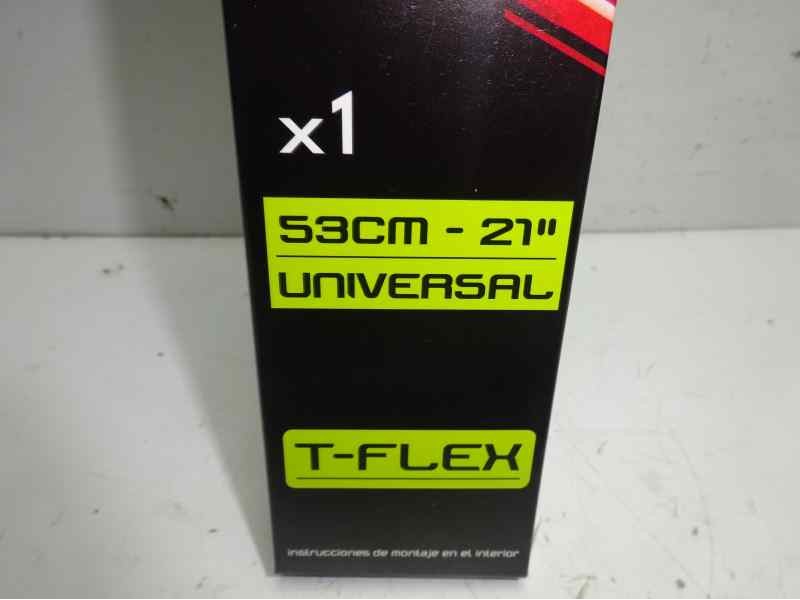 x1
53CM - 21"
UNIVERSAL
T-FLEX
instrucciones de montaje en el interior